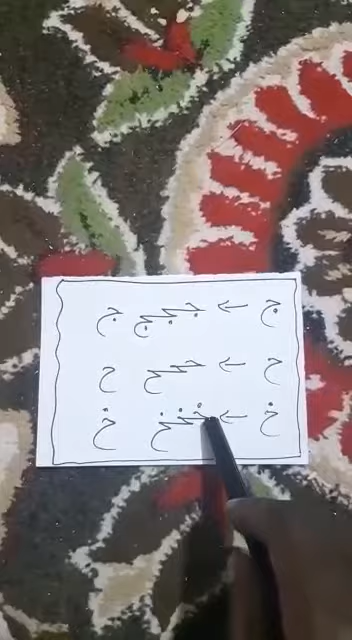 ج ← ججج ج
ح ← ححح ح
خ ← خخخ خ